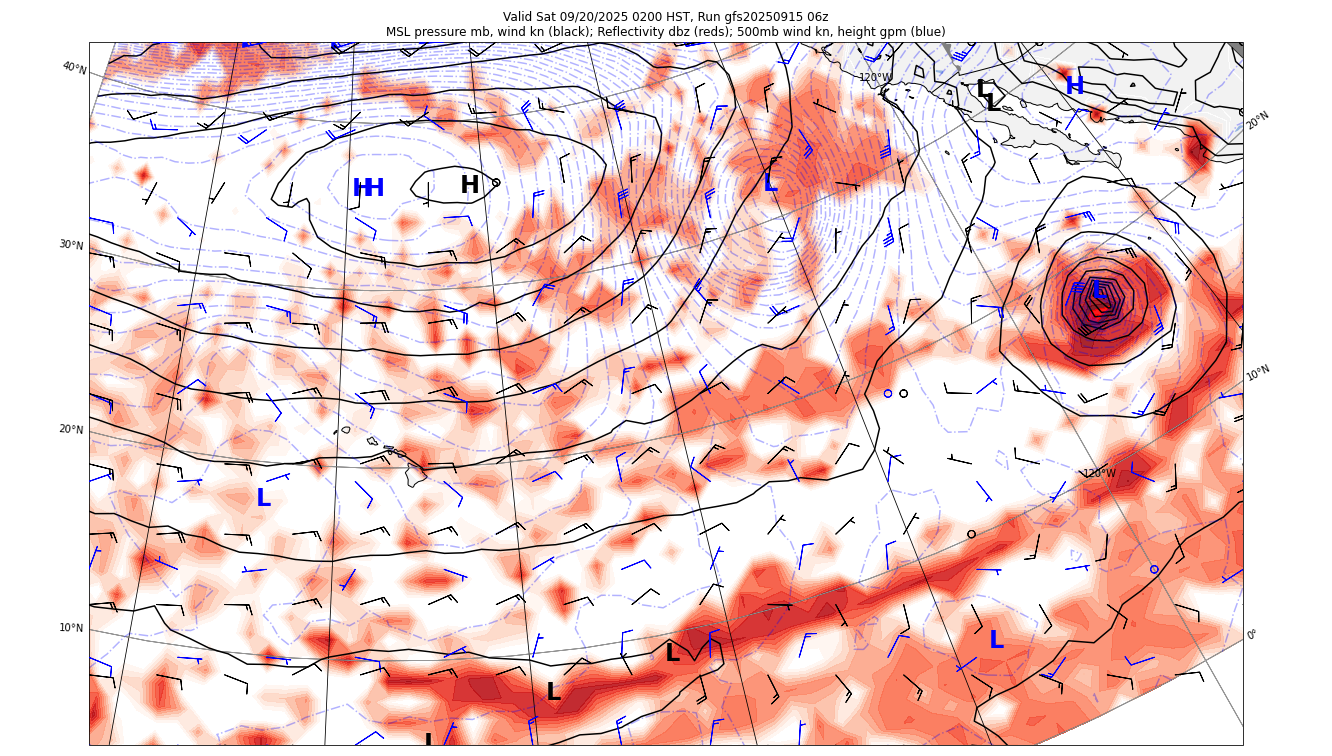 Valid Sat 09/20/2025 0200 HST, Run gfs20250915 06z
MSL pressure mb, wind kn (black); Reflectivity dbz (reds); 500mb wind kn, height gpm (blue)
40°N
120°W
L
L
H
20°N
HH
H
L
30°N
L
10°N
20°N
120°W
L
10°N
0°
L
L
L
L